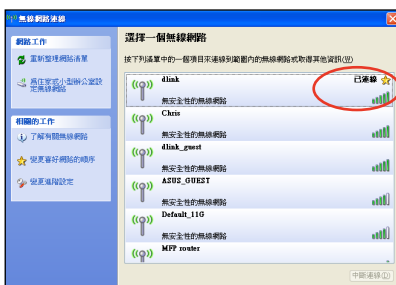 無線網路連線
網路工作
重新整理網路清單
為住家或小型辦公室設
定無線網路
相關的工作
了解有關無線網路
變更喜好網路的順序
變更進階設定
選擇一個無線網路
按下列清單中的一個項目來連線到範圍內的無線網路或取得其他資訊(W)
dlink
已連線
無安全性的無線網路
Chris
無安全性的無線網路
dlink_guest
無安全性的無線網路
ASUS_GUEST
無安全性的無線網路
Default_11G
無安全性的無線網路
MFP router
中斷連線(D)